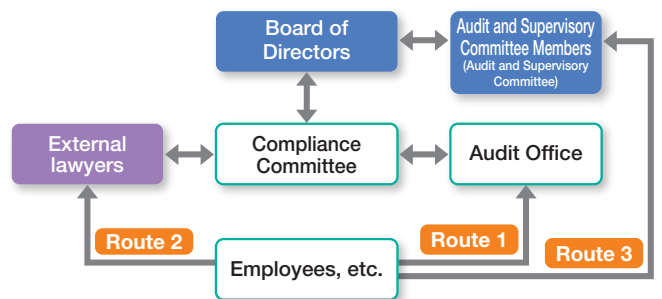 Board of
Directors
Audit and Supervisory
Committee Members
(Audit and Supervisory
Committee)
External
lawyers
Compliance
Committee
Audit Office
Route 2
Route 1
Route 3
Employees, etc.